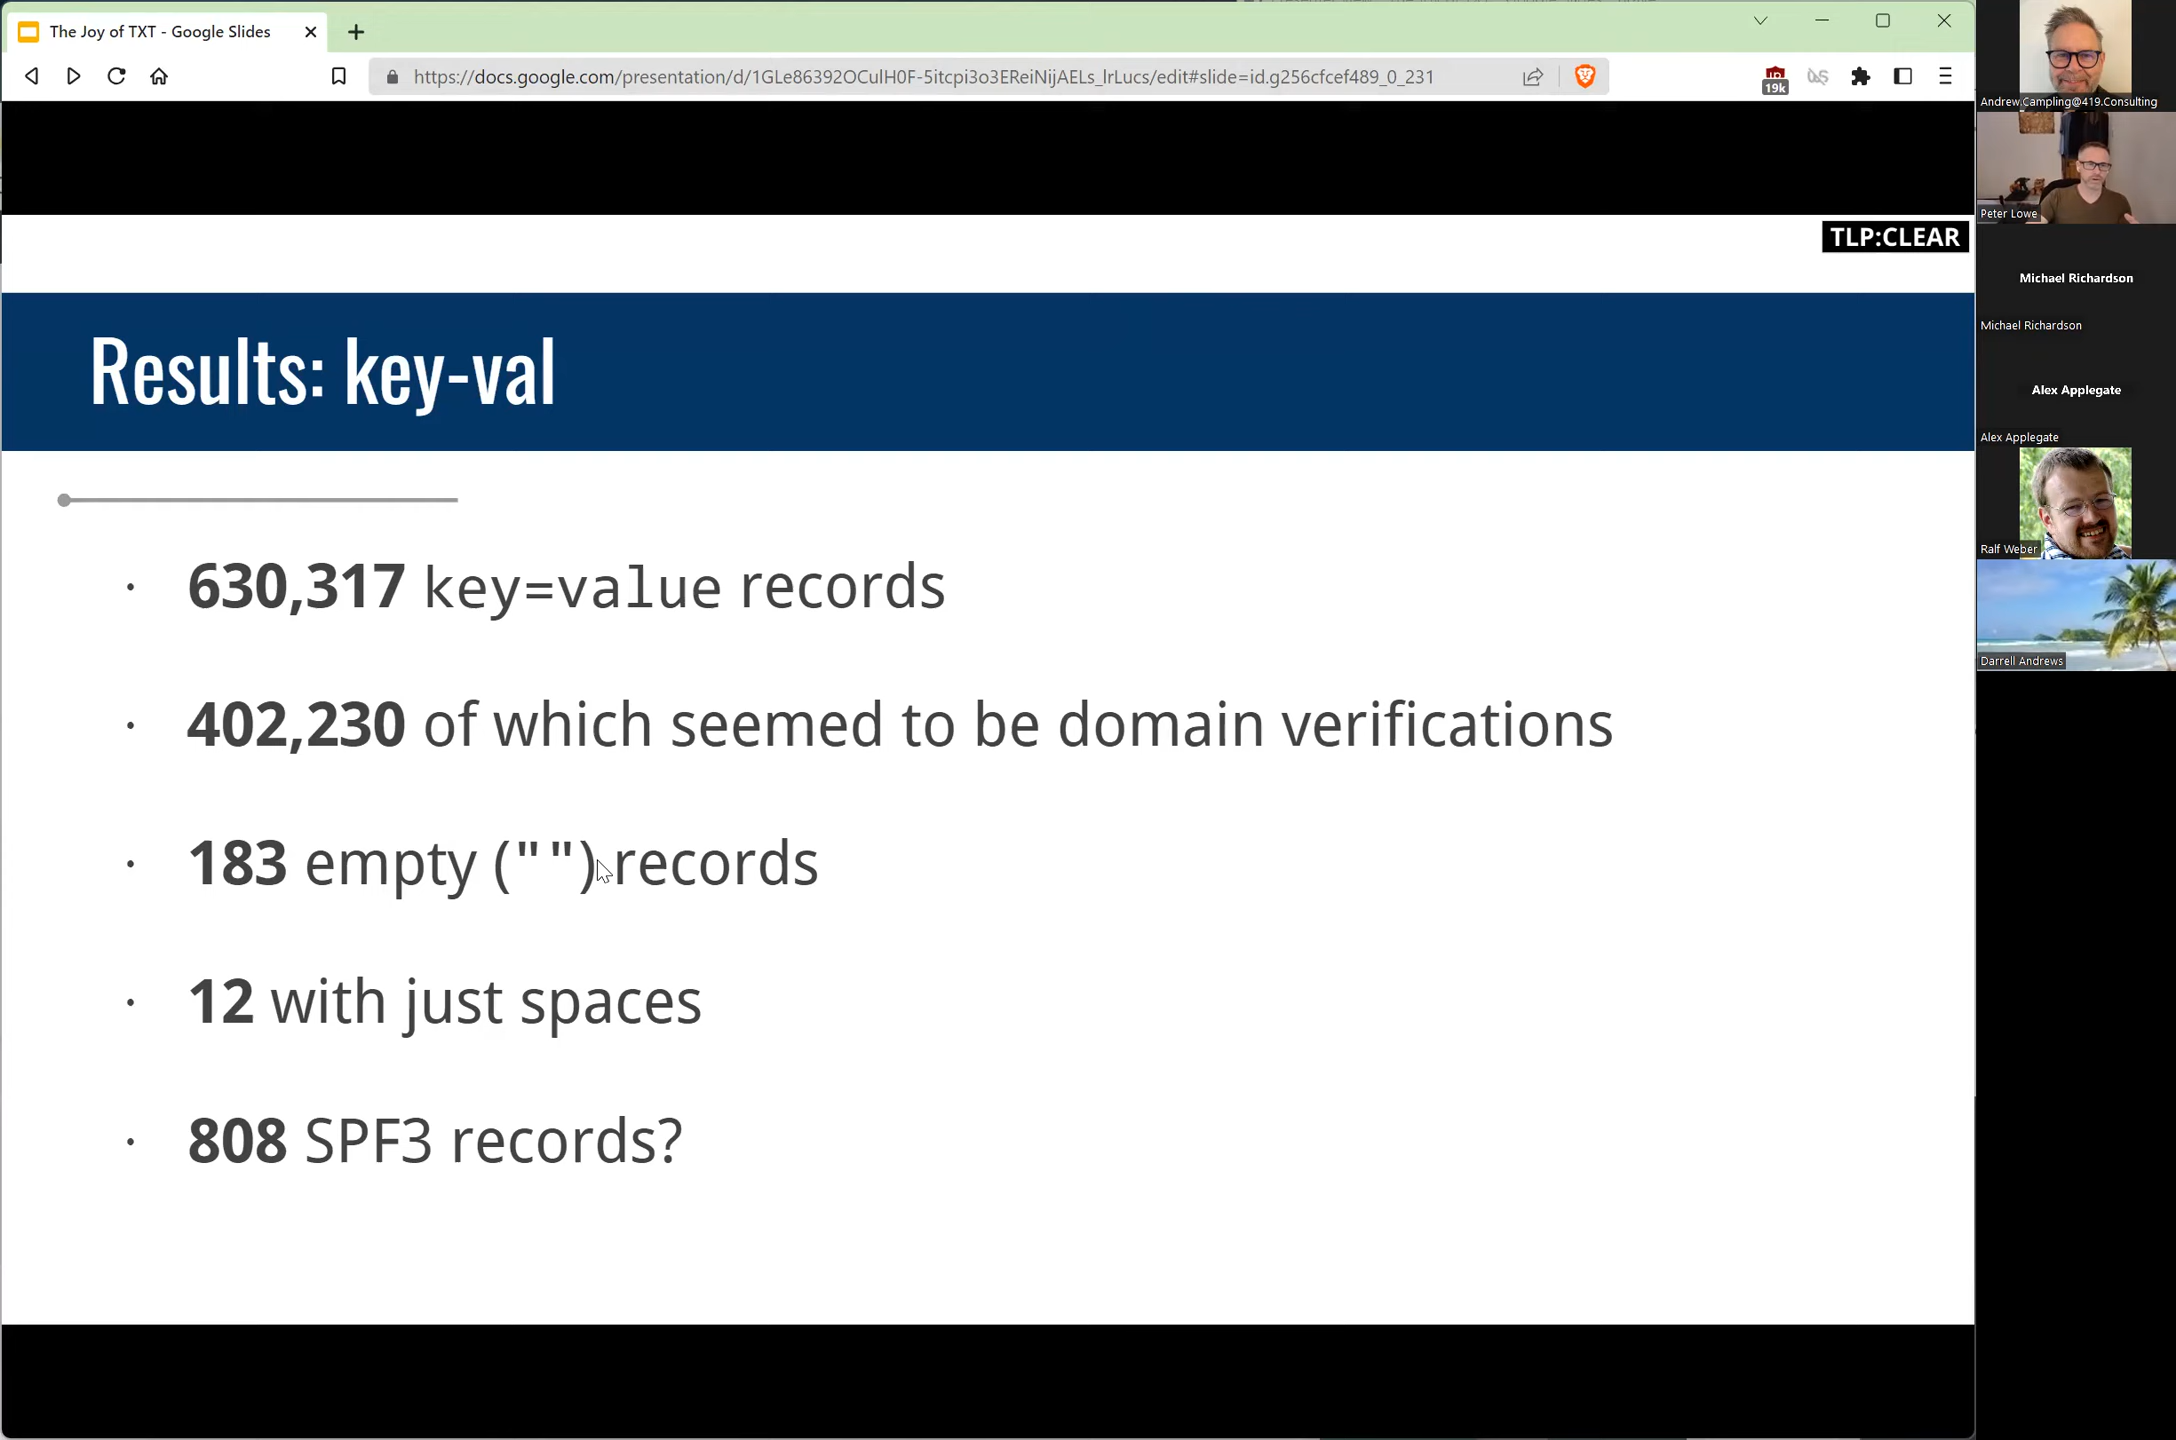 The Joy of TXT - Google Slides
https://docs.google.com/presentation/d/1GLe86392OCulH0F-5itcpi3o3EReiNijAELs_lrLucs/edit#slide=id.g256cfcef489_0_231
19k
TLP:CLEAR
Results: key-val
· 630,317 key=value records
· 402,230 of which seemed to be domain verifications
· 183 empty ("") records
· 12 with just spaces
· 808 SPF3 records?
Andrew.Campling@419.Consulting
Peter Lowe
Michael Richardson
Michael Richardson
Alex Applegate
Alex Applegate
Ralf Weber
Darrell Andrews